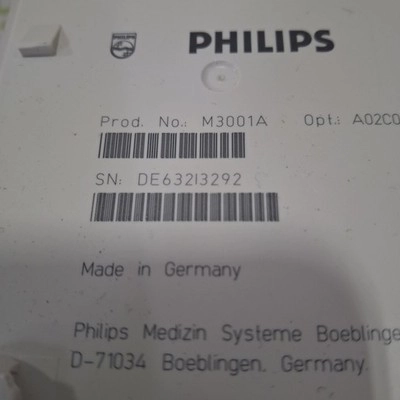 PHILIPS
Prod. No.: M3001A Opt.: A02C0
SN: DE63213292
Made in Germany
Philips Medizin Systeme Boeblinge
D-71034 Boeblingen, Germany.